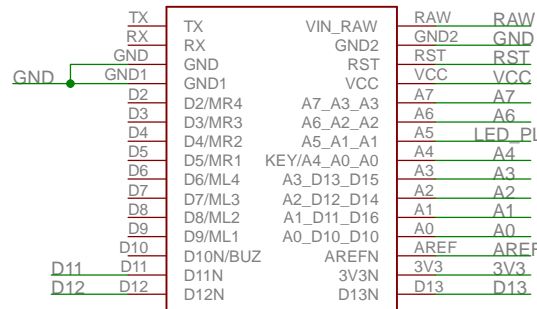 TX TX VIN_RAW RAW RAW
RX RX GND2 GND2 GND
GND GND RST RST RST
GND GND1 GND1 VCC VCC VCC
D2 D2/MR4 A7_A3_A3 A7 A7
D3 D3/MR3 A6_A2_A2 A6 A6
D4 D4/MR2 A5_A1_A1 A5 LED_PL
D5 D5/MR1 KEY/A4_A0_A0 A4 A4
D6 D6/ML4 A3_D13_D15 A3 A3
D7 D7/ML3 A2_D12_D14 A2 A2
D8 D8/ML2 A1_D11_D16 A1 A1
D9 D9/ML1 A0_D10_D10 A0 A0
D10 D10N/BUZ AREFN AREF AREF
D11 D11 D11N 3V3N 3V3 3V3
D12 D12 D12N D13N D13 D13